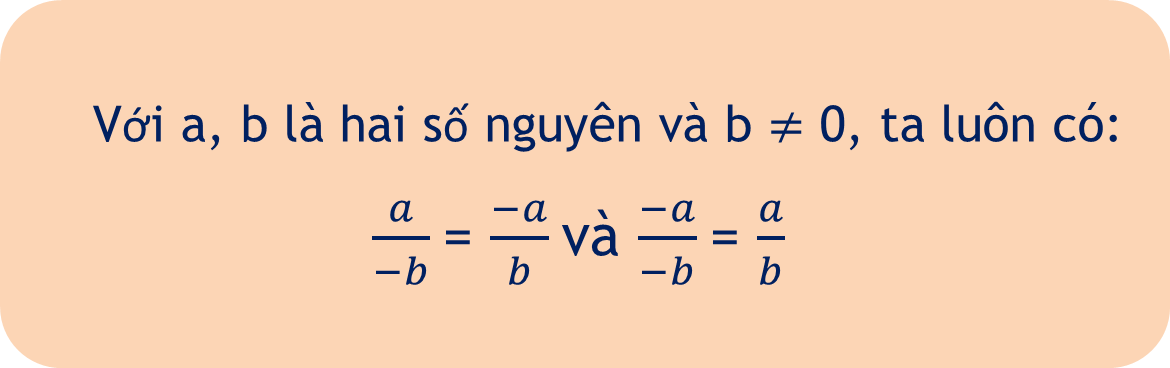 Với a, b là hai số nguyên và b ≠ 0, ta luôn có:
a/−b = −a/b và −a/−b = a/b